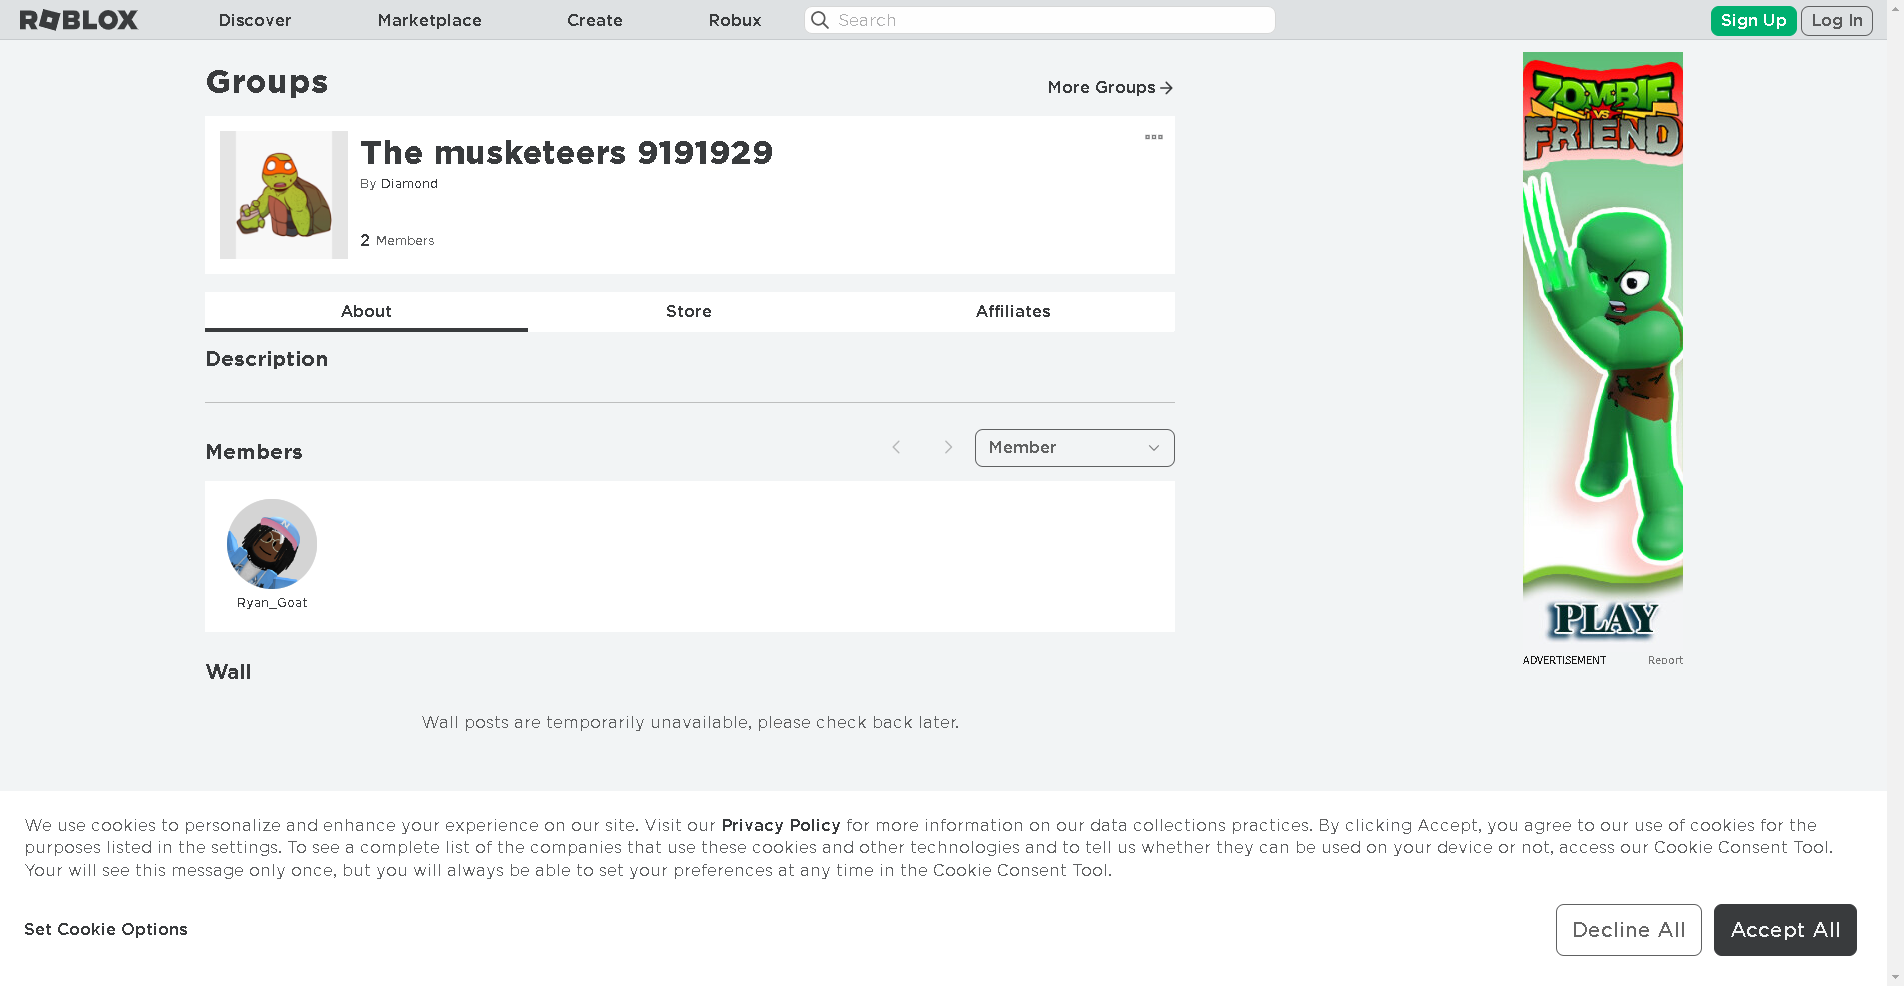 ROBLOX
Discover
Marketplace
Create
Robux
Search
Sign Up
Log In
Groups
More Groups
The musketeers 9191929
By Diamond
2 Members
About
Store
Affiliates
Description
Members
Member
Ryan_Goat
Wall
Wall posts are temporarily unavailable, please check back later.
ZOMBIE
VS
FRIEND
PLAY
ADVERTISEMENT
Report
We use cookies to personalize and enhance your experience on our site. Visit our Privacy Policy for more information on our data collections practices. By clicking Accept, you agree to our use of cookies for the
purposes listed in the settings. To see a complete list of the companies that use these cookies and other technologies and to tell us whether they can be used on your device or not, access our Cookie Consent Tool.
Your will see this message only once, but you will always be able to set your preferences at any time in the Cookie Consent Tool.
Set Cookie Options
Decline All
Accept All